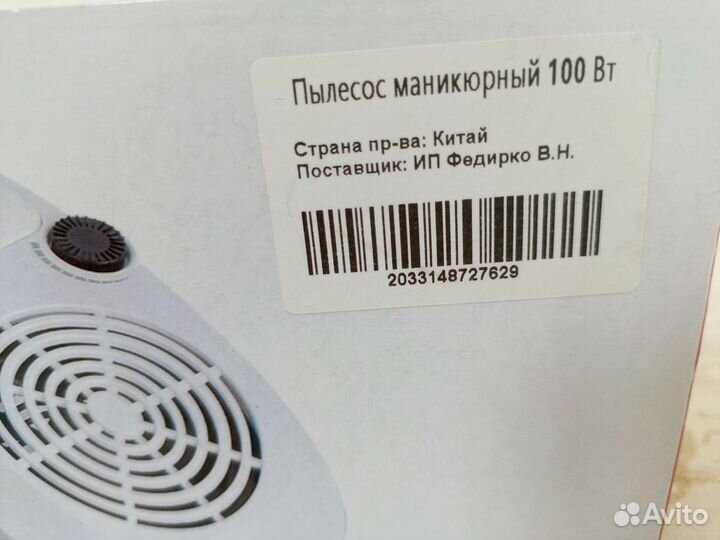 Пылесос маникюрный 100 Вт
Страна пр-ва: Китай
Поставщик: ИП Федирко В.Н.
2033148727629
Avito